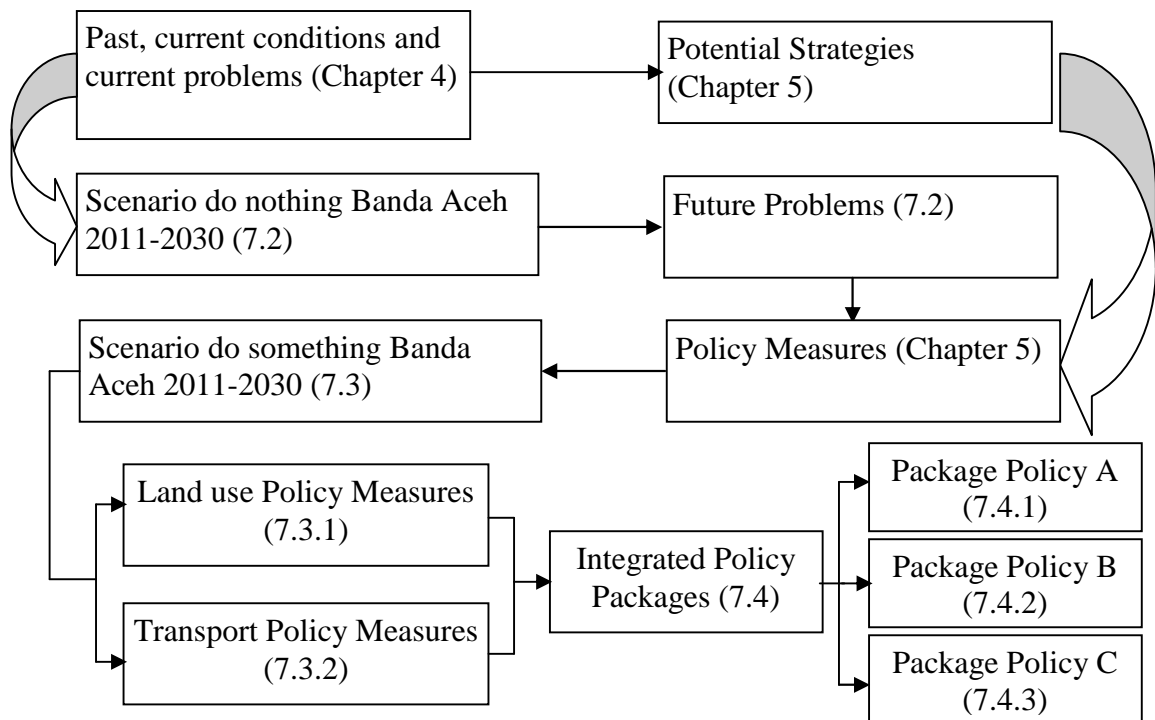 Past, current conditions and
current problems (Chapter 4)
Potential Strategies
(Chapter 5)
Scenario do nothing Banda Aceh
2011-2030 (7.2)
Future Problems (7.2)
Scenario do something Banda
Aceh 2011-2030 (7.3)
Policy Measures (Chapter 5)
Land use Policy Measures
(7.3.1)
Transport Policy Measures
(7.3.2)
Integrated Policy
Packages (7.4)
Package Policy A
(7.4.1)
Package Policy B
(7.4.2)
Package Policy C
(7.4.3)